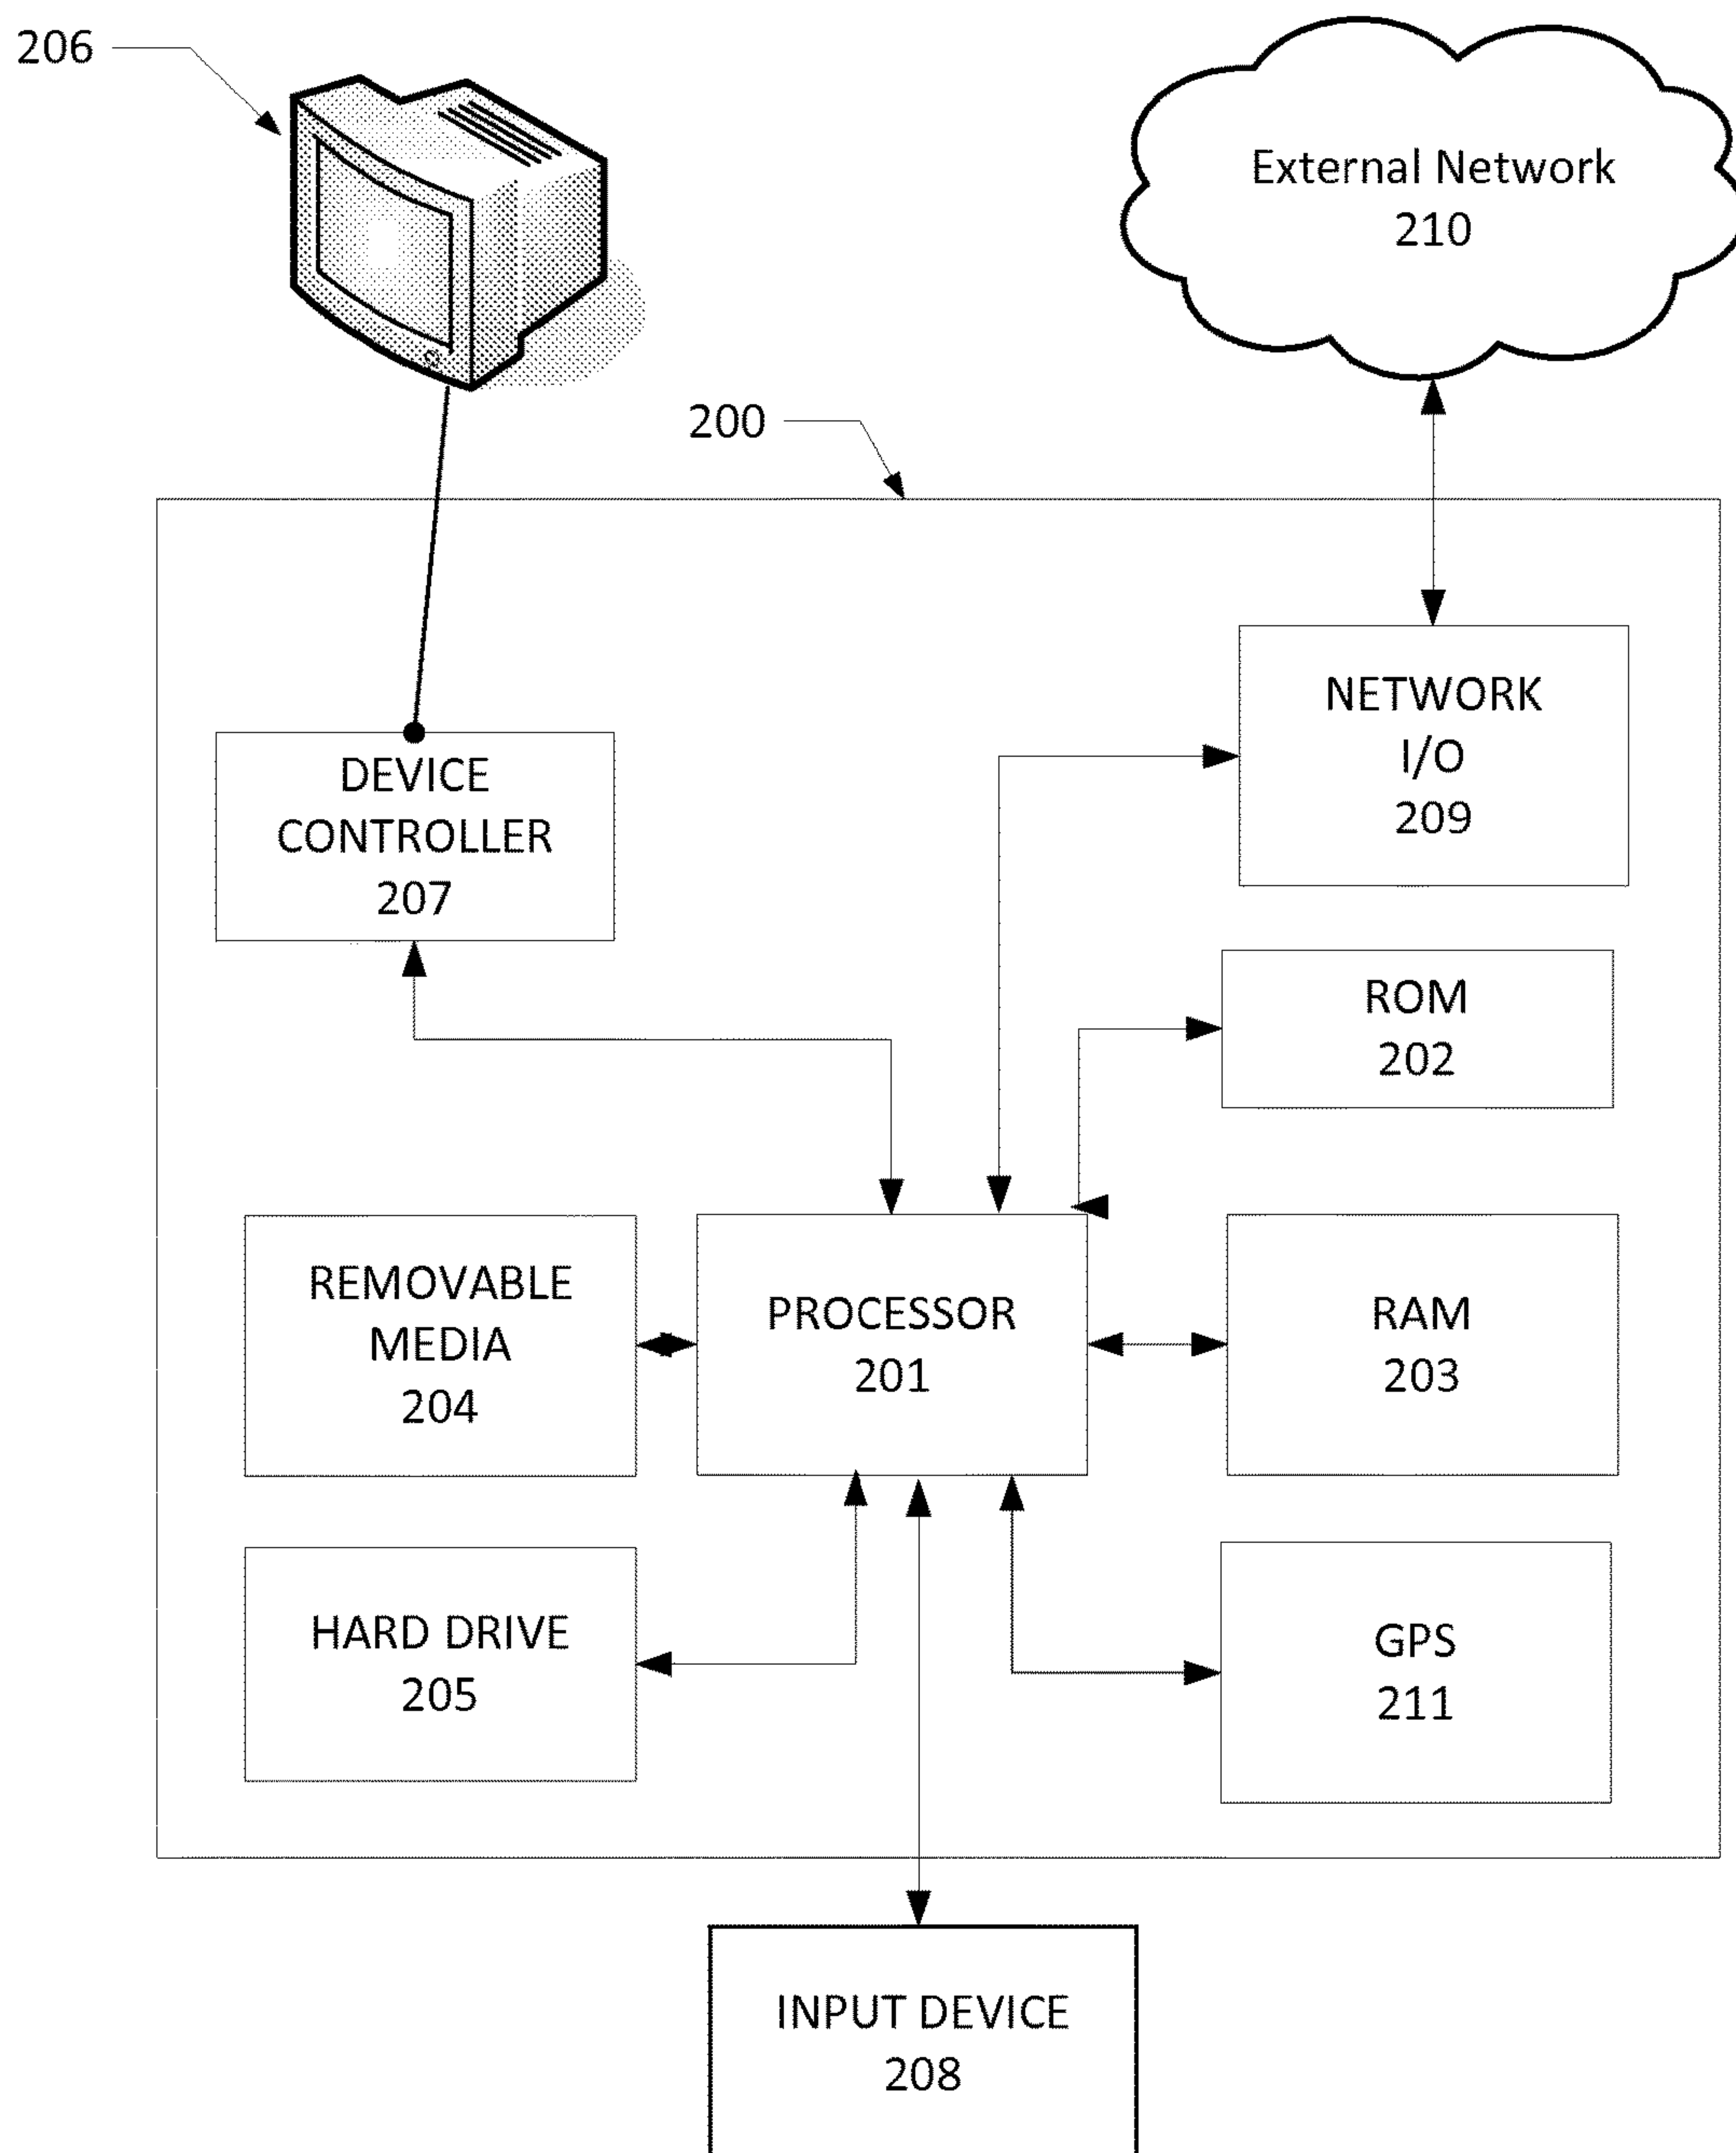 206
External Network
210
200
NETWORK
I/O
209
DEVICE
CONTROLLER
207
ROM
202
REMOVABLE
MEDIA
204
PROCESSOR
201
RAM
203
HARD DRIVE
205
GPS
211
INPUT DEVICE
208